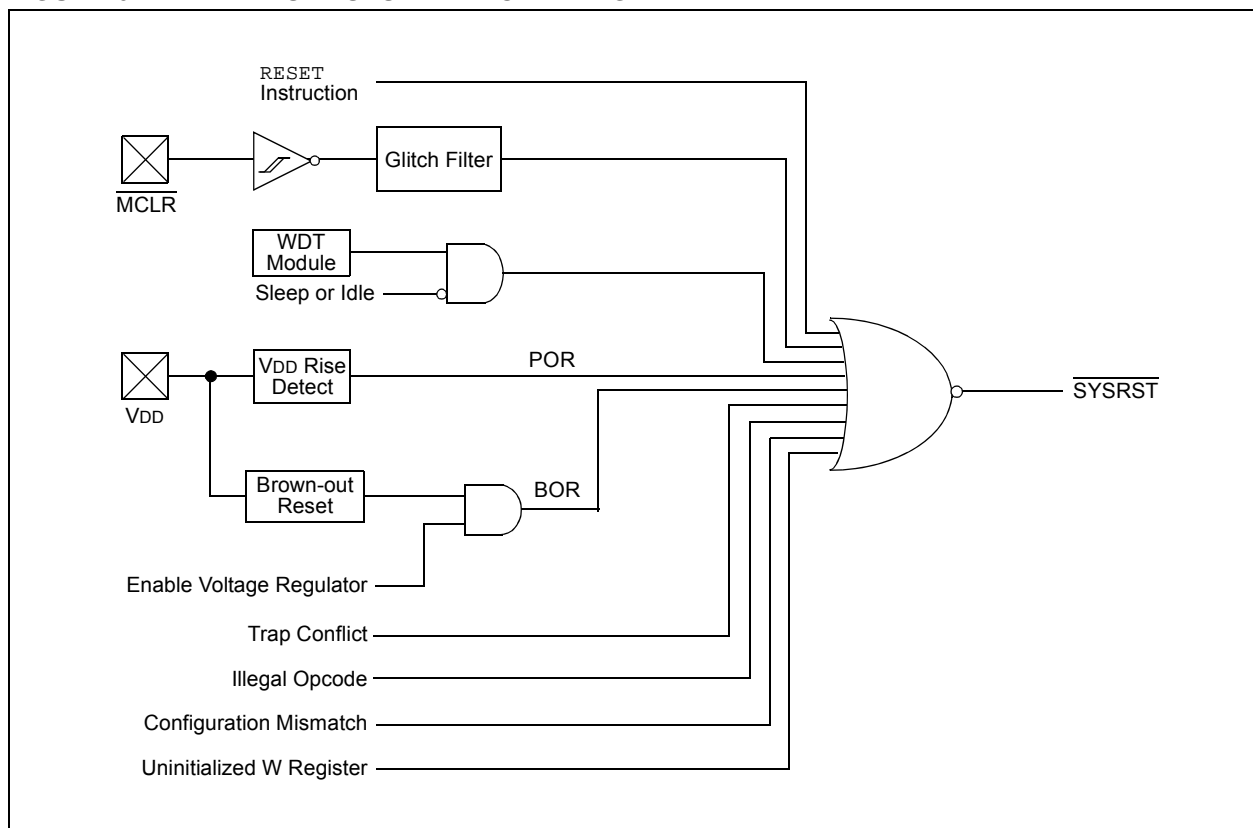 RESET
Instruction
MCLR
Glitch Filter
WDT
Module
Sleep or Idle
VDD
VDD Rise
Detect
POR
Brown-out
Reset
BOR
Enable Voltage Regulator
Trap Conflict
Illegal Opcode
Configuration Mismatch
Uninitialized W Register
SYSRST